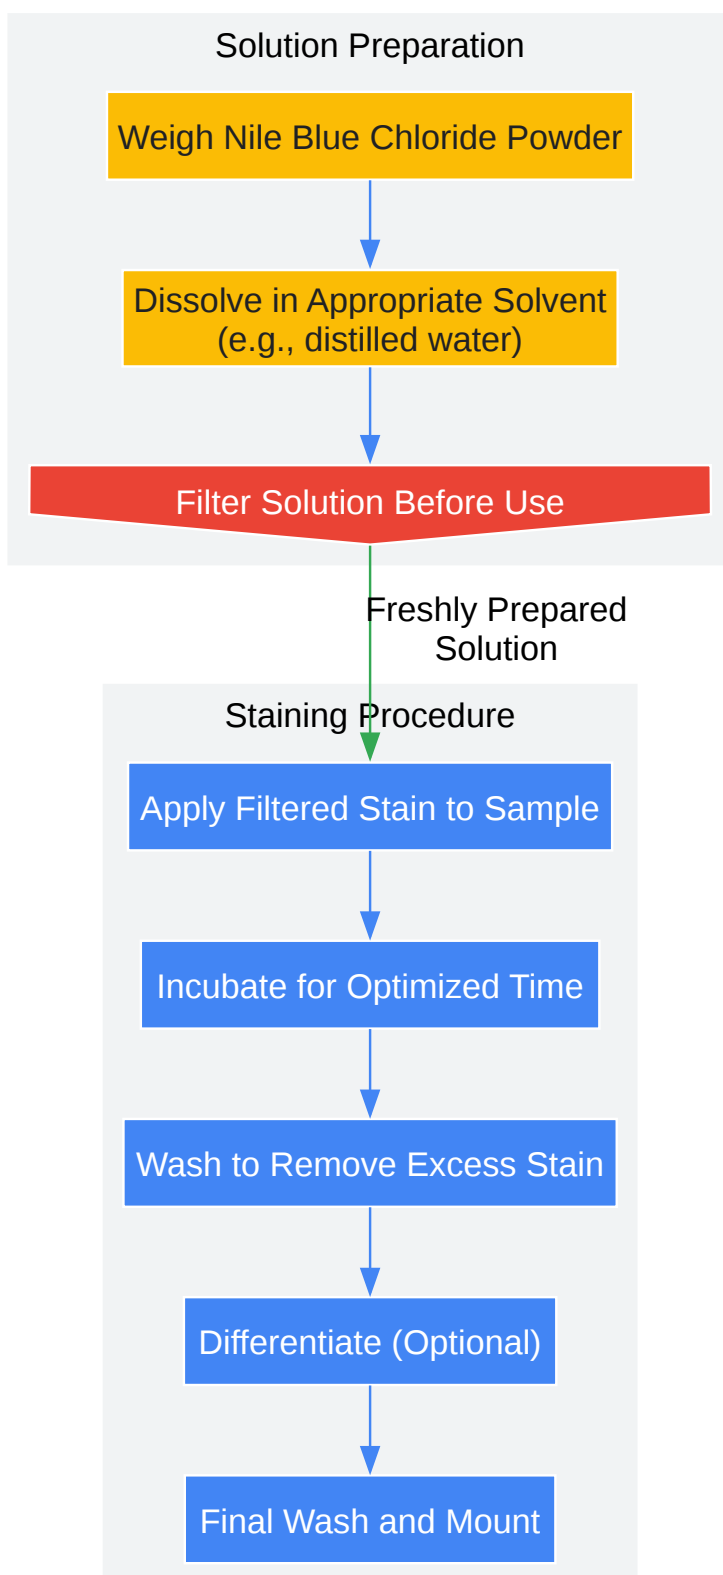 Solution Preparation
Weigh Nile Blue Chloride Powder
Dissolve in Appropriate Solvent
(e.g., distilled water)
Filter Solution Before Use
Freshly Prepared
Solution
Staining Procedure
Apply Filtered Stain to Sample
Incubate for Optimized Time
Wash to Remove Excess Stain
Differentiate (Optional)
Final Wash and Mount